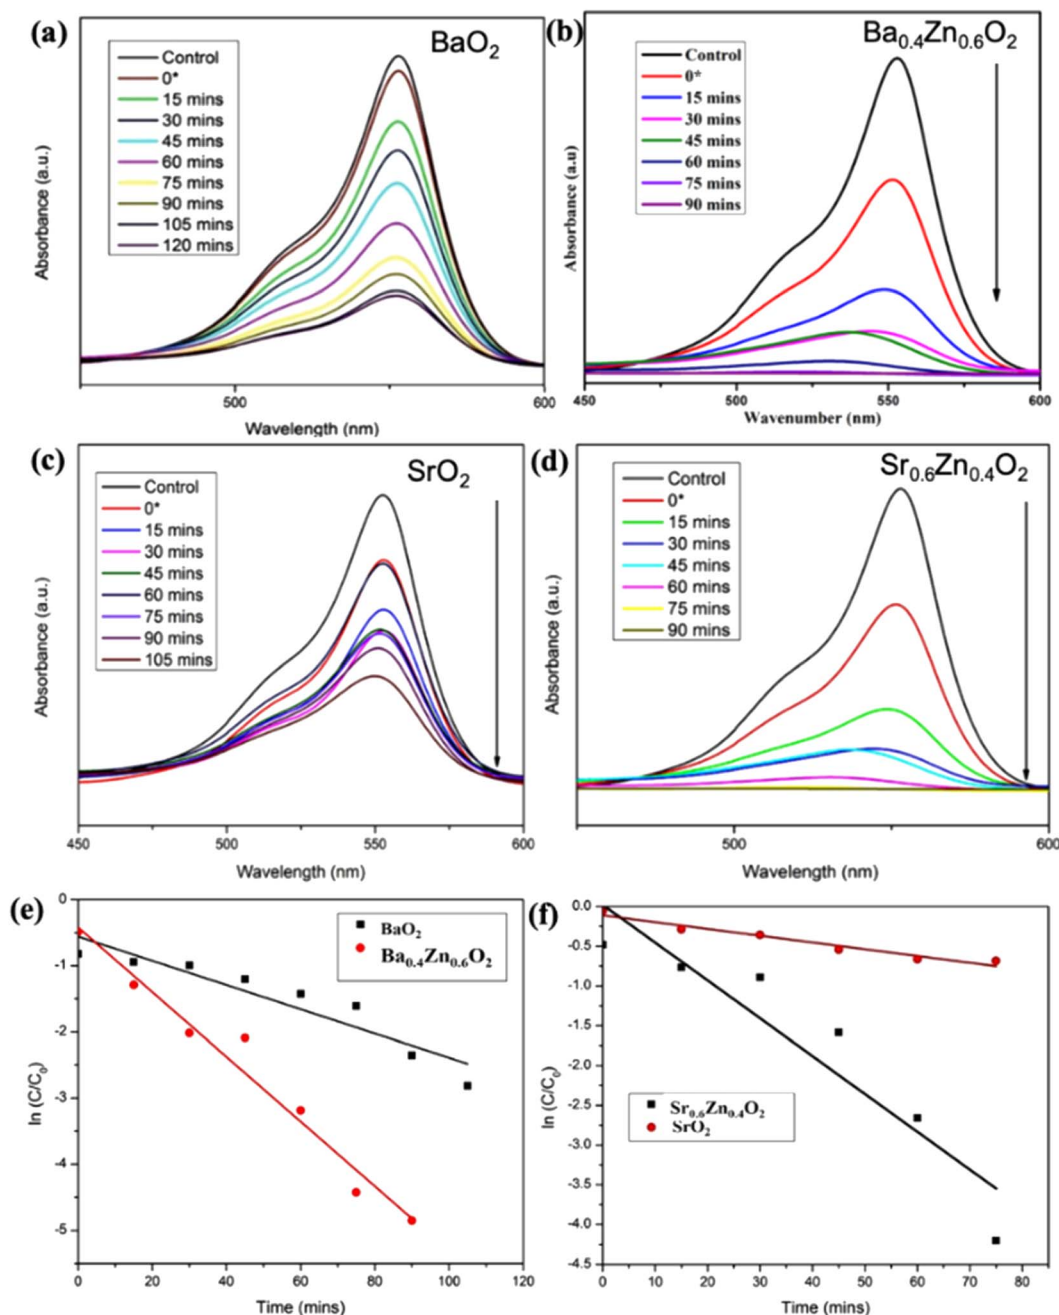 (a)
BaO₂
Control
0*
15 mins
30 mins
45 mins
60 mins
75 mins
90 mins
105 mins
120 mins
Absorbance (a.u.)
500
600
Wavelength (nm)
(b)
Ba₀.₄Zn₀.₆O₂
Control
0*
15 mins
30 mins
45 mins
60 mins
75 mins
90 mins
Absorbance (a.u)
450
500
550
600
Wavenumber (nm)
(c)
SrO₂
Control
0*
15 mins
30 mins
45 mins
60 mins
75 mins
90 mins
105 mins
Absorbance (a.u.)
450
500
550
600
Wavelength (nm)
(d)
Sr₀.₆Zn₀.₄O₂
Control
0*
15 mins
30 mins
45 mins
60 mins
75 mins
90 mins
Absorbance (a.u.)
500
600
Wavelength (nm)
(e)
BaO₂
Ba₀.₄Zn₀.₆O₂
0
-1
-2
-3
-4
-5
ln (C/C₀)
0
20
40
60
80
100
120
Time (mins)
(f)
Sr₀.₆Zn₀.₄O₂
SrO₂
0.0
-0.5
-1.0
-1.5
-2.0
-2.5
-3.0
-3.5
-4.0
-4.5
ln (C/C₀)
0
10
20
30
40
50
60
70
80
Time (mins)